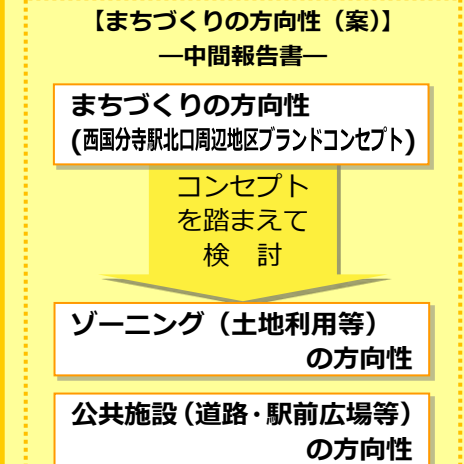 【まちづくりの方向性（案）】
―中間報告書―
まちづくりの方向性
(西国分寺駅北口周辺地区ブランドコンセプト)
コンセプト
を踏まえて
検　討
ゾーニング（土地利用等）
の方向性
公共施設（道路・駅前広場等）
の方向性